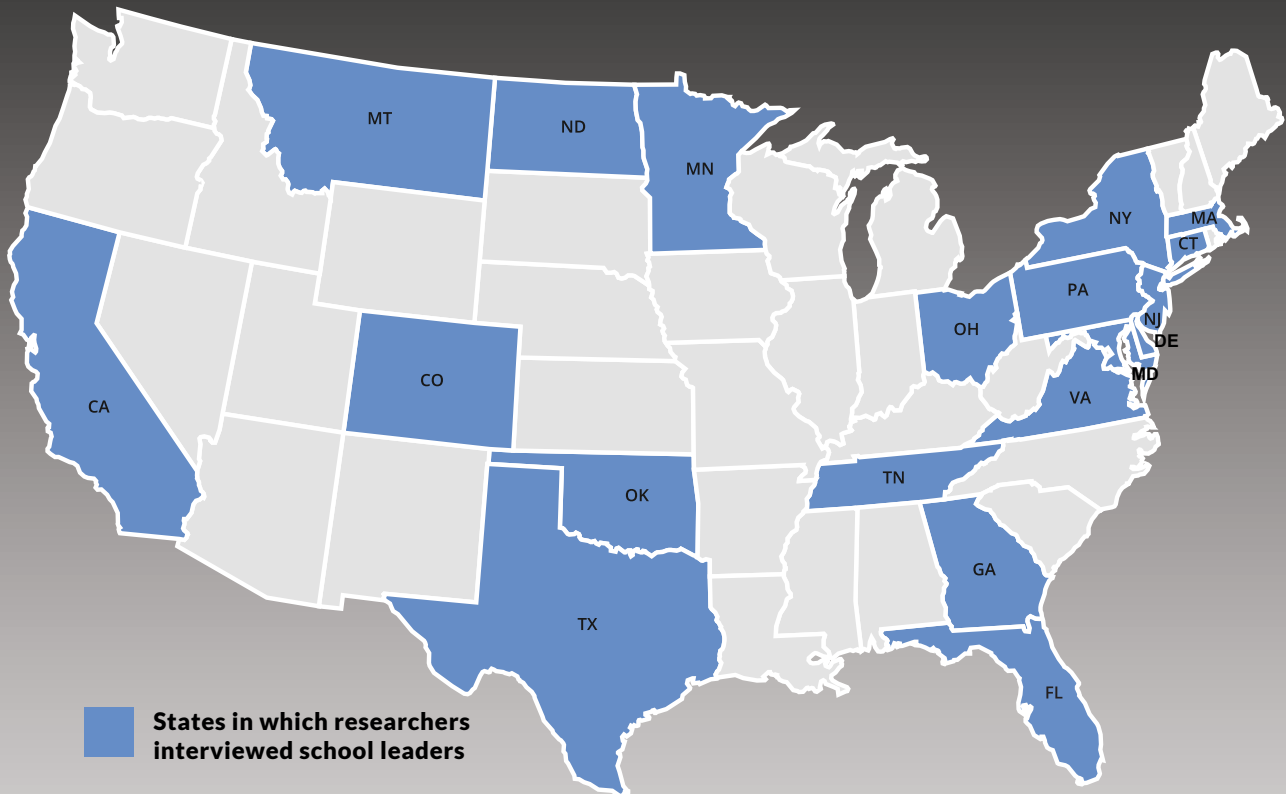 MT
ND
MN
NY
MA
CT
PA
NJ
OH
DE
MD
CO
VA
CA
TN
OK
GA
TX
FL
States in which researchers
interviewed school leaders